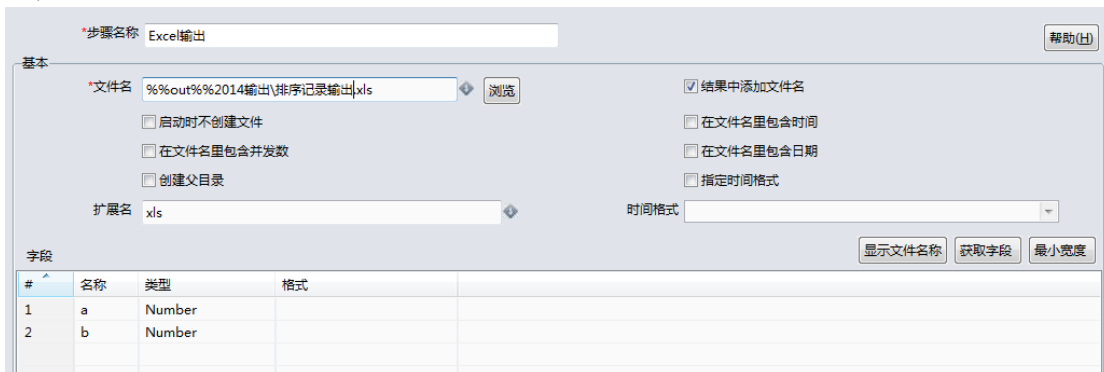 *步骤名称 Excel输出 帮助(H)
基本
*文件名 %%out%%2014输出\排序记录输出.xls 浏览 结果中添加文件名
启动时不创建文件 在文件名里包含时间
在文件名里包含并发数 在文件名里包含日期
创建父目录 指定时间格式
扩展名 xls 时间格式
字段 显示文件名称 获取字段 最小宽度
# 名称 类型 格式
1 a Number
2 b Number